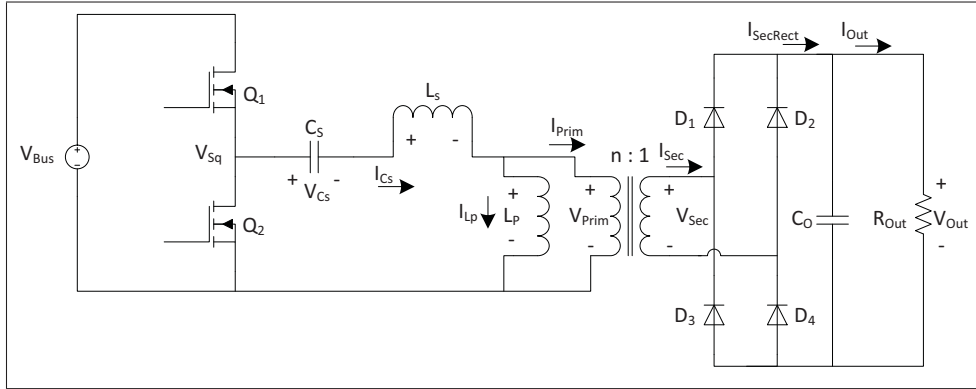 I_SecRect
I_Out
Q_1
L_s
D_1
D_2
C_S
+ -
I_Prim
n : 1
V_Bus
V_Sq
I_Sec
+ -
V_Cs
I_Cs
+
+
+
+
I_Lp
L_P
V_Prim
V_Sec
C_O
R_Out
V_Out
Q_2
-
-
-
-
D_3
D_4